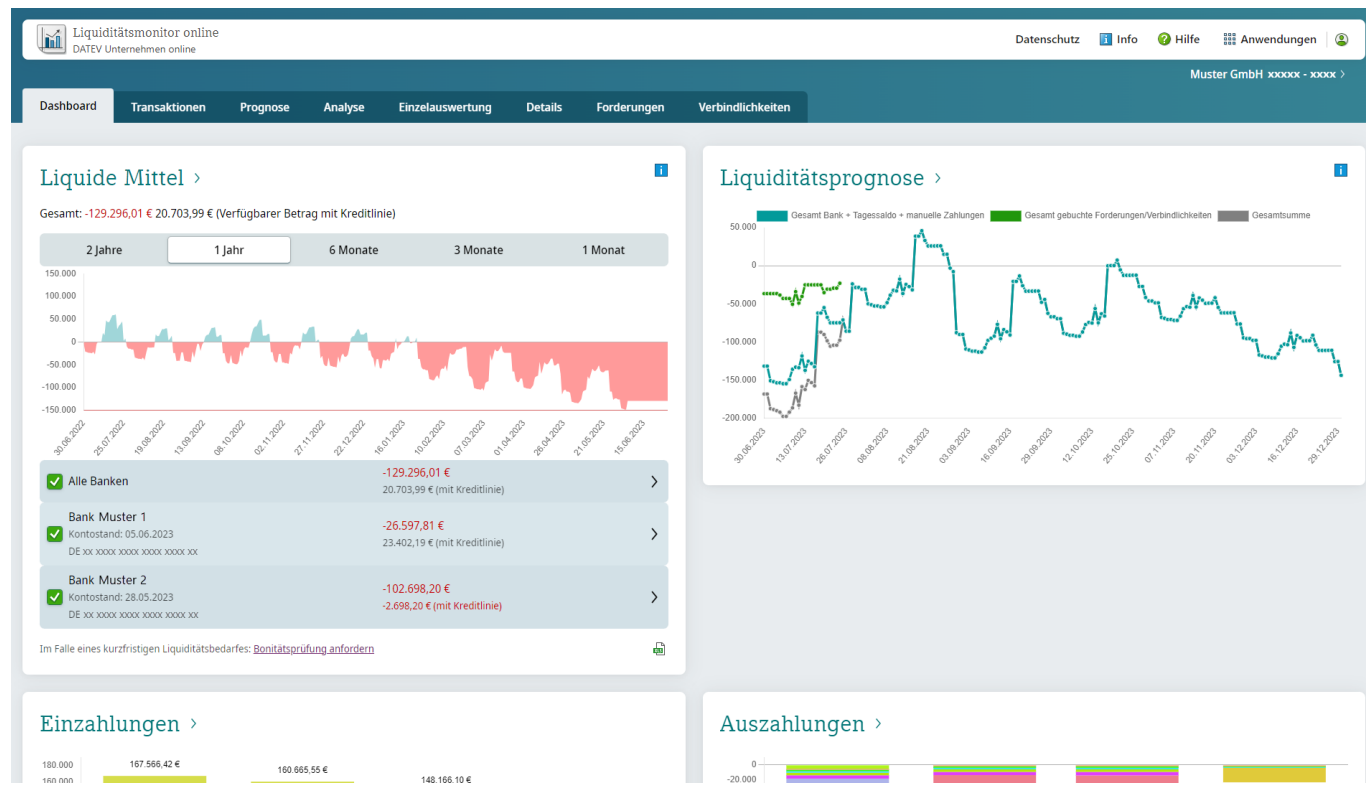 Liquiditätsmonitor online
DATEV Unternehmen online
Datenschutz Info Hilfe Anwendungen
Muster GmbH xxxxx - xxxx >
Dashboard Transaktionen Prognose Analyse Einzelauswertung Details Forderungen Verbindlichkeiten
Liquide Mittel >
Gesamt: -129.296,01 € 20.703,99 € (Verfügbarer Betrag mit Kreditlinie)
2 Jahre 1 Jahr 6 Monate 3 Monate 1 Monat
150.000
100.000
50.000
0
-50.000
-100.000
-150.000
30.06.2022 25.07.2022 19.08.2022 13.09.2022 08.10.2022 02.11.2022 27.11.2022 22.12.2022 16.01.2023 10.02.2023 07.03.2023 01.04.2023 26.04.2023 21.05.2023 15.06.2023
Alle Banken
-129.296,01 €
20.703,99 € (mit Kreditlinie)
Bank Muster 1
Kontostand: 05.06.2023
DE xx xxxx xxxx xxxx xxxx xx
-26.597,81 €
23.402,19 € (mit Kreditlinie)
Bank Muster 2
Kontostand: 28.05.2023
DE xx xxxx xxxx xxxx xxxx xx
-102.698,20 €
-2.698,20 € (mit Kreditlinie)
Im Falle eines kurzfristigen Liquiditätsbedarfes: Bonitätsprüfung anfordern
Liquiditätsprognose >
Gesamt Bank + Tagessaldo + manuelle Zahlungen Gesamt gebuchte Forderungen/Verbindlichkeiten Gesamtsumme
50.000
0
-50.000
-100.000
-150.000
-200.000
30.06.2023 13.07.2023 26.07.2023 08.08.2023 21.08.2023 03.09.2023 16.09.2023 29.09.2023 12.10.2023 25.10.2023 07.11.2023 20.11.2023 03.12.2023 16.12.2023 29.12.2023
Einzahlungen >
180.000
160.000
167.566,42 €
160.665,55 €
148.166,10 €
Auszahlungen >
0
-20.000